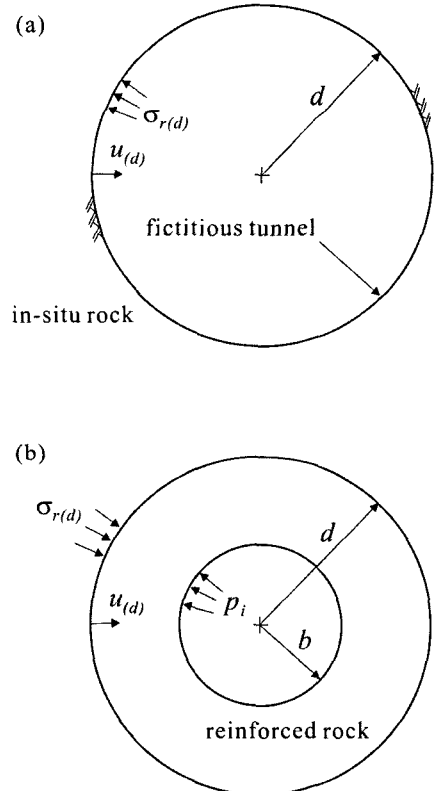 (a)
d
σr(d)
u(d)
fictitious tunnel
in-situ rock
(b)
σr(d)
d
u(d)
pi
b
reinforced rock